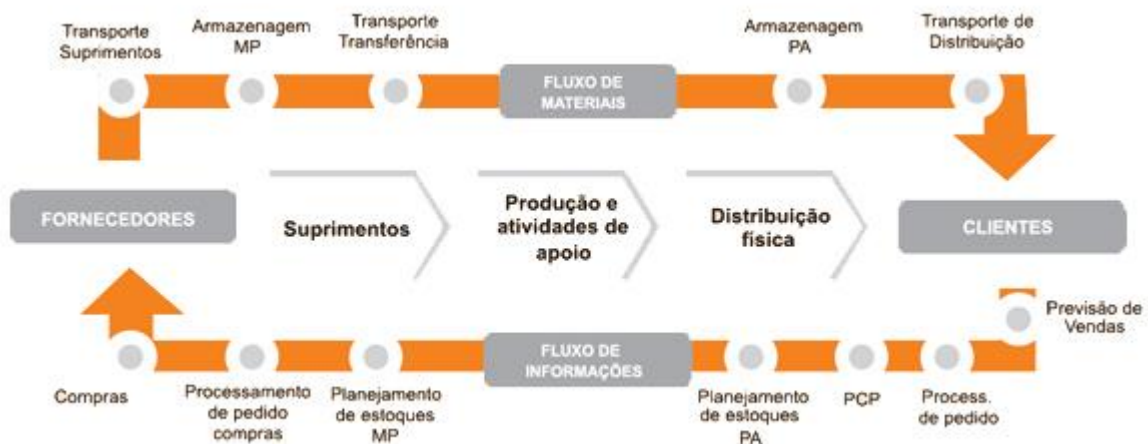 Transporte
Suprimentos
Armazenagem
MP
Transporte
Transferência
FLUXO DE
MATERIAIS
Armazenagem
PA
Transporte de
Distribuição
FORNECEDORES
Suprimentos
Produção e
atividades de
apoio
Distribuição
física
CLIENTES
Previsão de
Vendas
Compras
Processamento
de pedido
compras
Planejamento
de estoques
MP
FLUXO DE
INFORMAÇÕES
Planejamento
de estoques
PA
PCP
Process.
de pedido